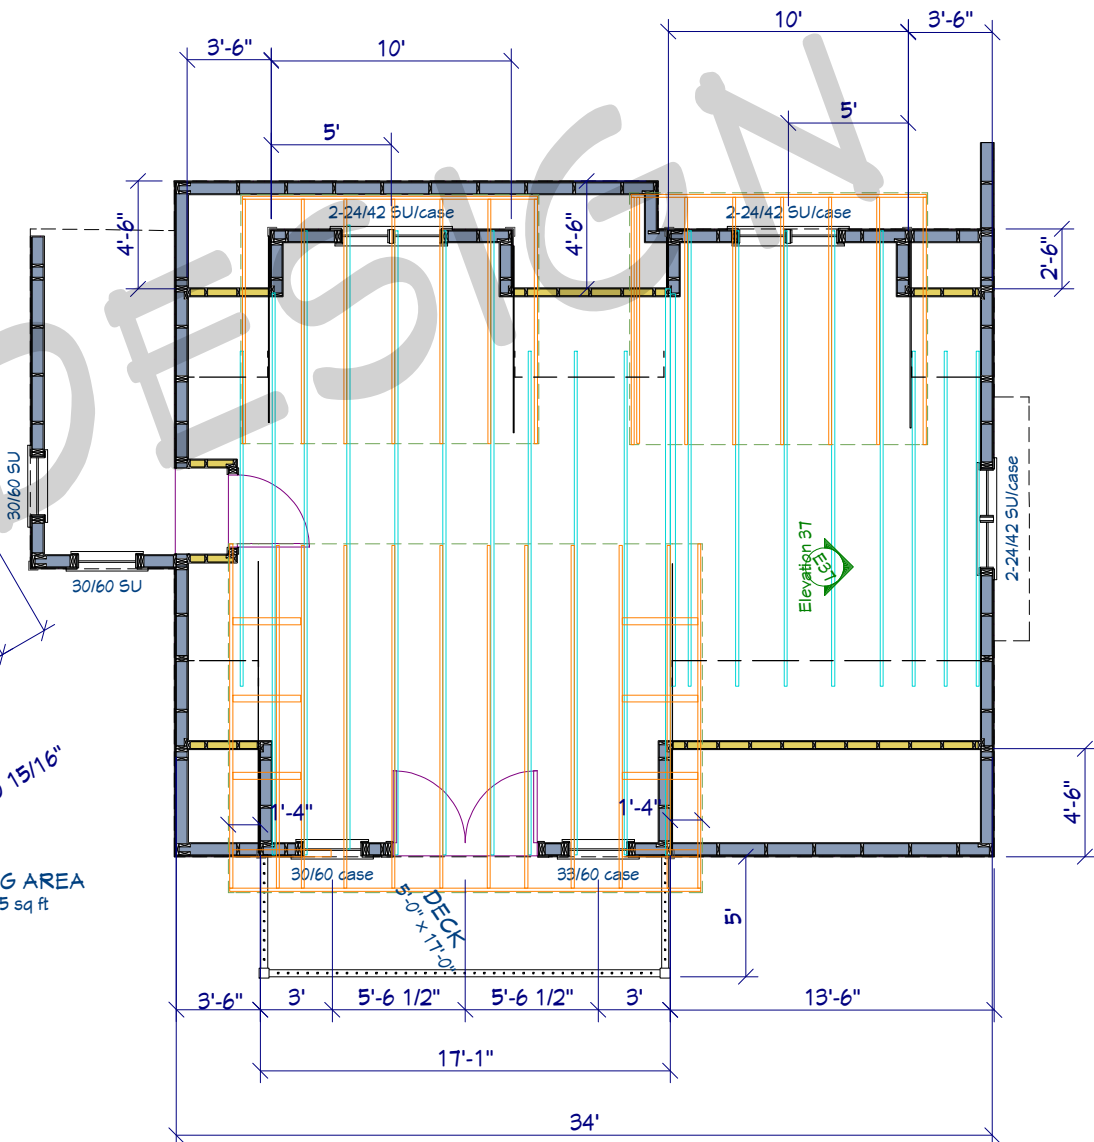 10'
3'-6"
3'-6"
10'
5'
5'
DESIGN
4'-6"
2-24/42 SU/case
4'-6"
2-24/42 SU/case
2'-6"
30/60 SU
2-24/42 SU/case
Elevation 37
E37
30/60 SU
15/16"
4'-6"
1'-4"
1'-4"
G AREA
5 sq ft
30/60 case
33/60 case
DECK
5'-0" x 17'-0"
5'
3'-6"
3'
5'-6 1/2"
5'-6 1/2"
3'
13'-6"
17'-1"
34'